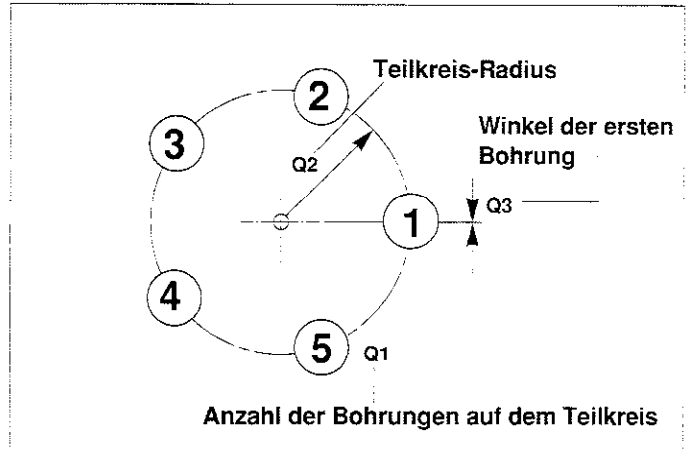 Teilkreis-Radius
2
3
Q2
Winkel der ersten
Bohrung
1
Q3
4
5
Q1
Anzahl der Bohrungen auf dem Teilkreis